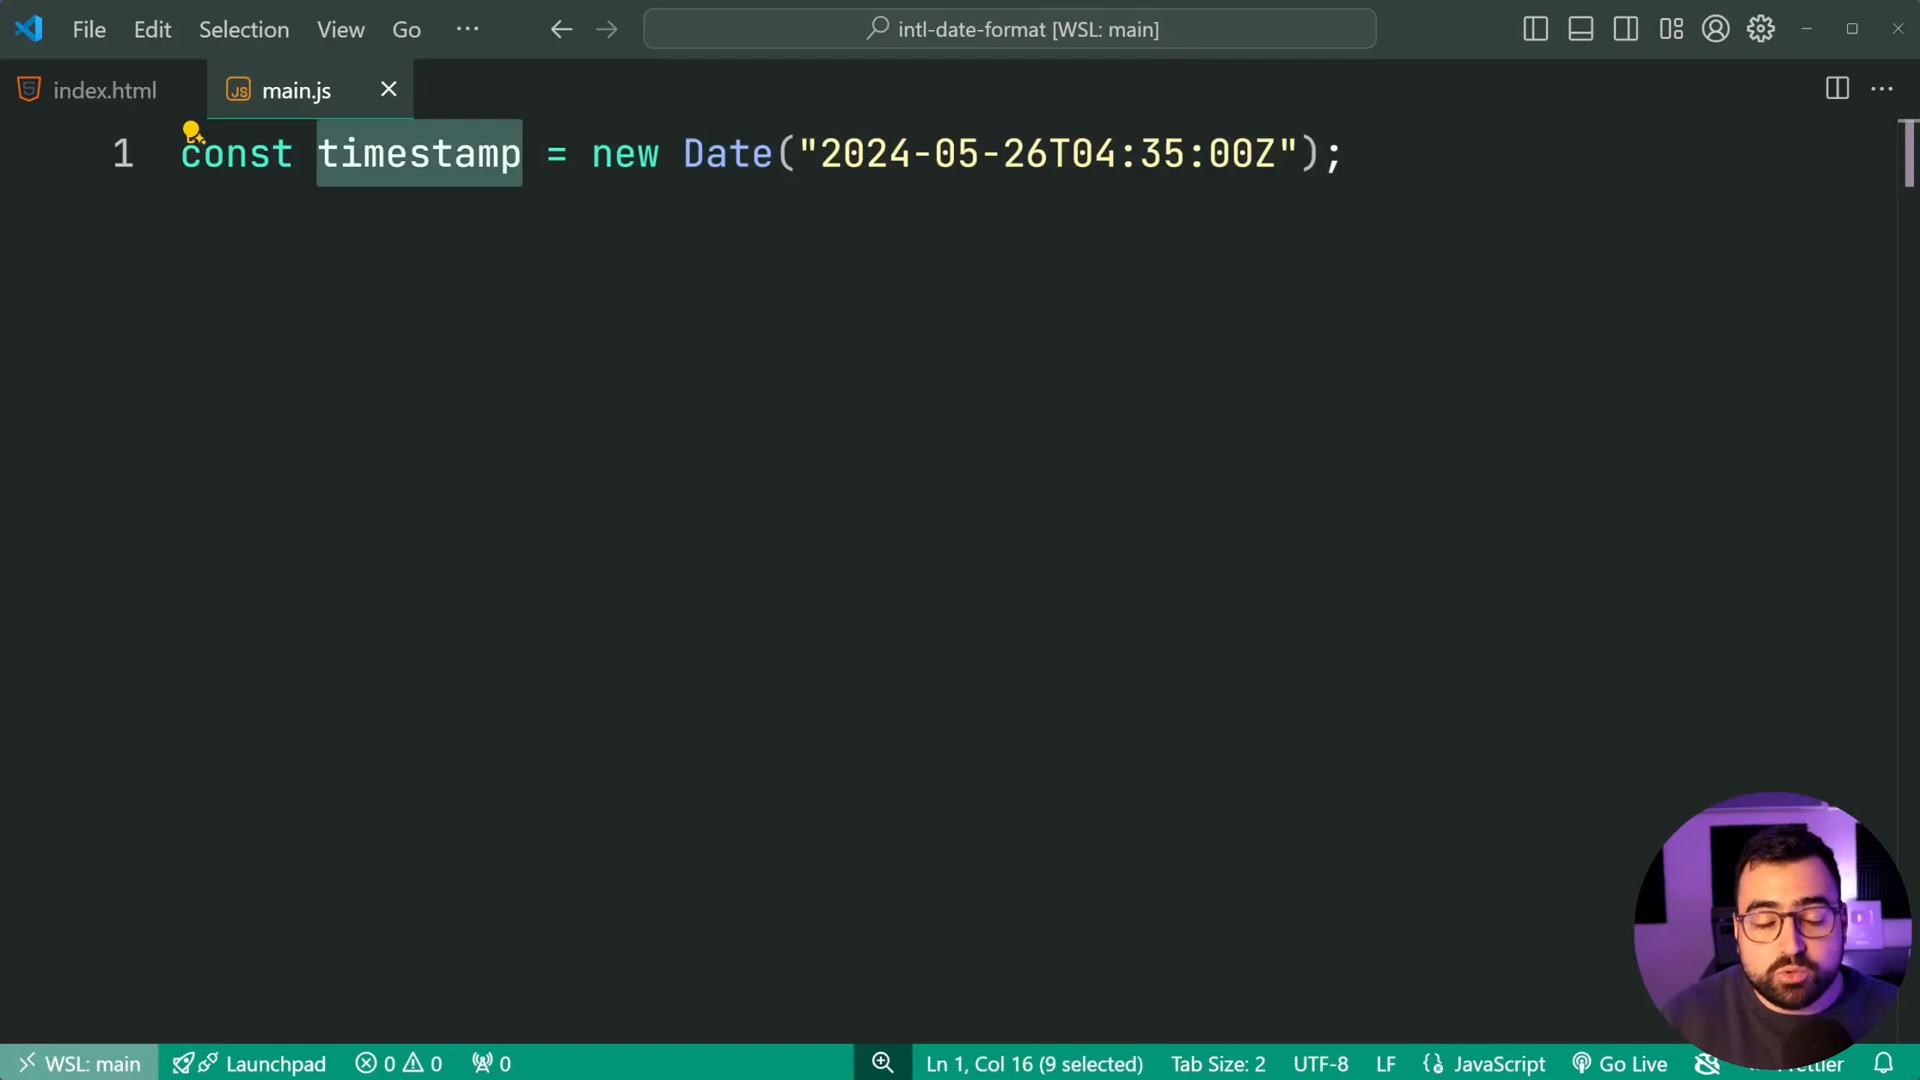 File Edit Selection View Go ··· intl-date-format [WSL: main]
index.html JS main.js
1 const timestamp = new Date("2024-05-26T04:35:00Z");
WSL: main Launchpad 0 0 0 Ln 1, Col 16 (9 selected) Tab Size: 2 UTF-8 LF {} JavaScript Go Live Prettier